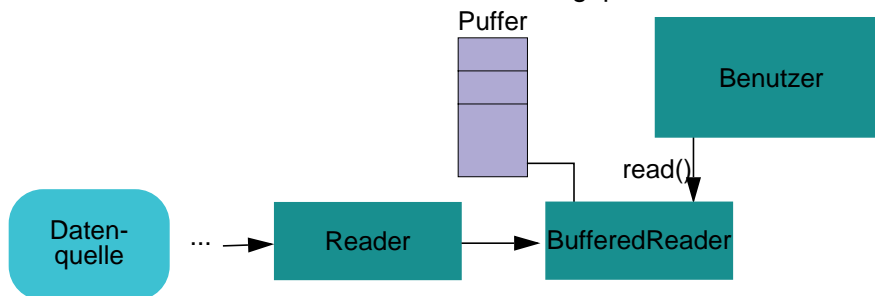 Puffer
Benutzer
read()
Daten-
quelle
...
Reader
BufferedReader